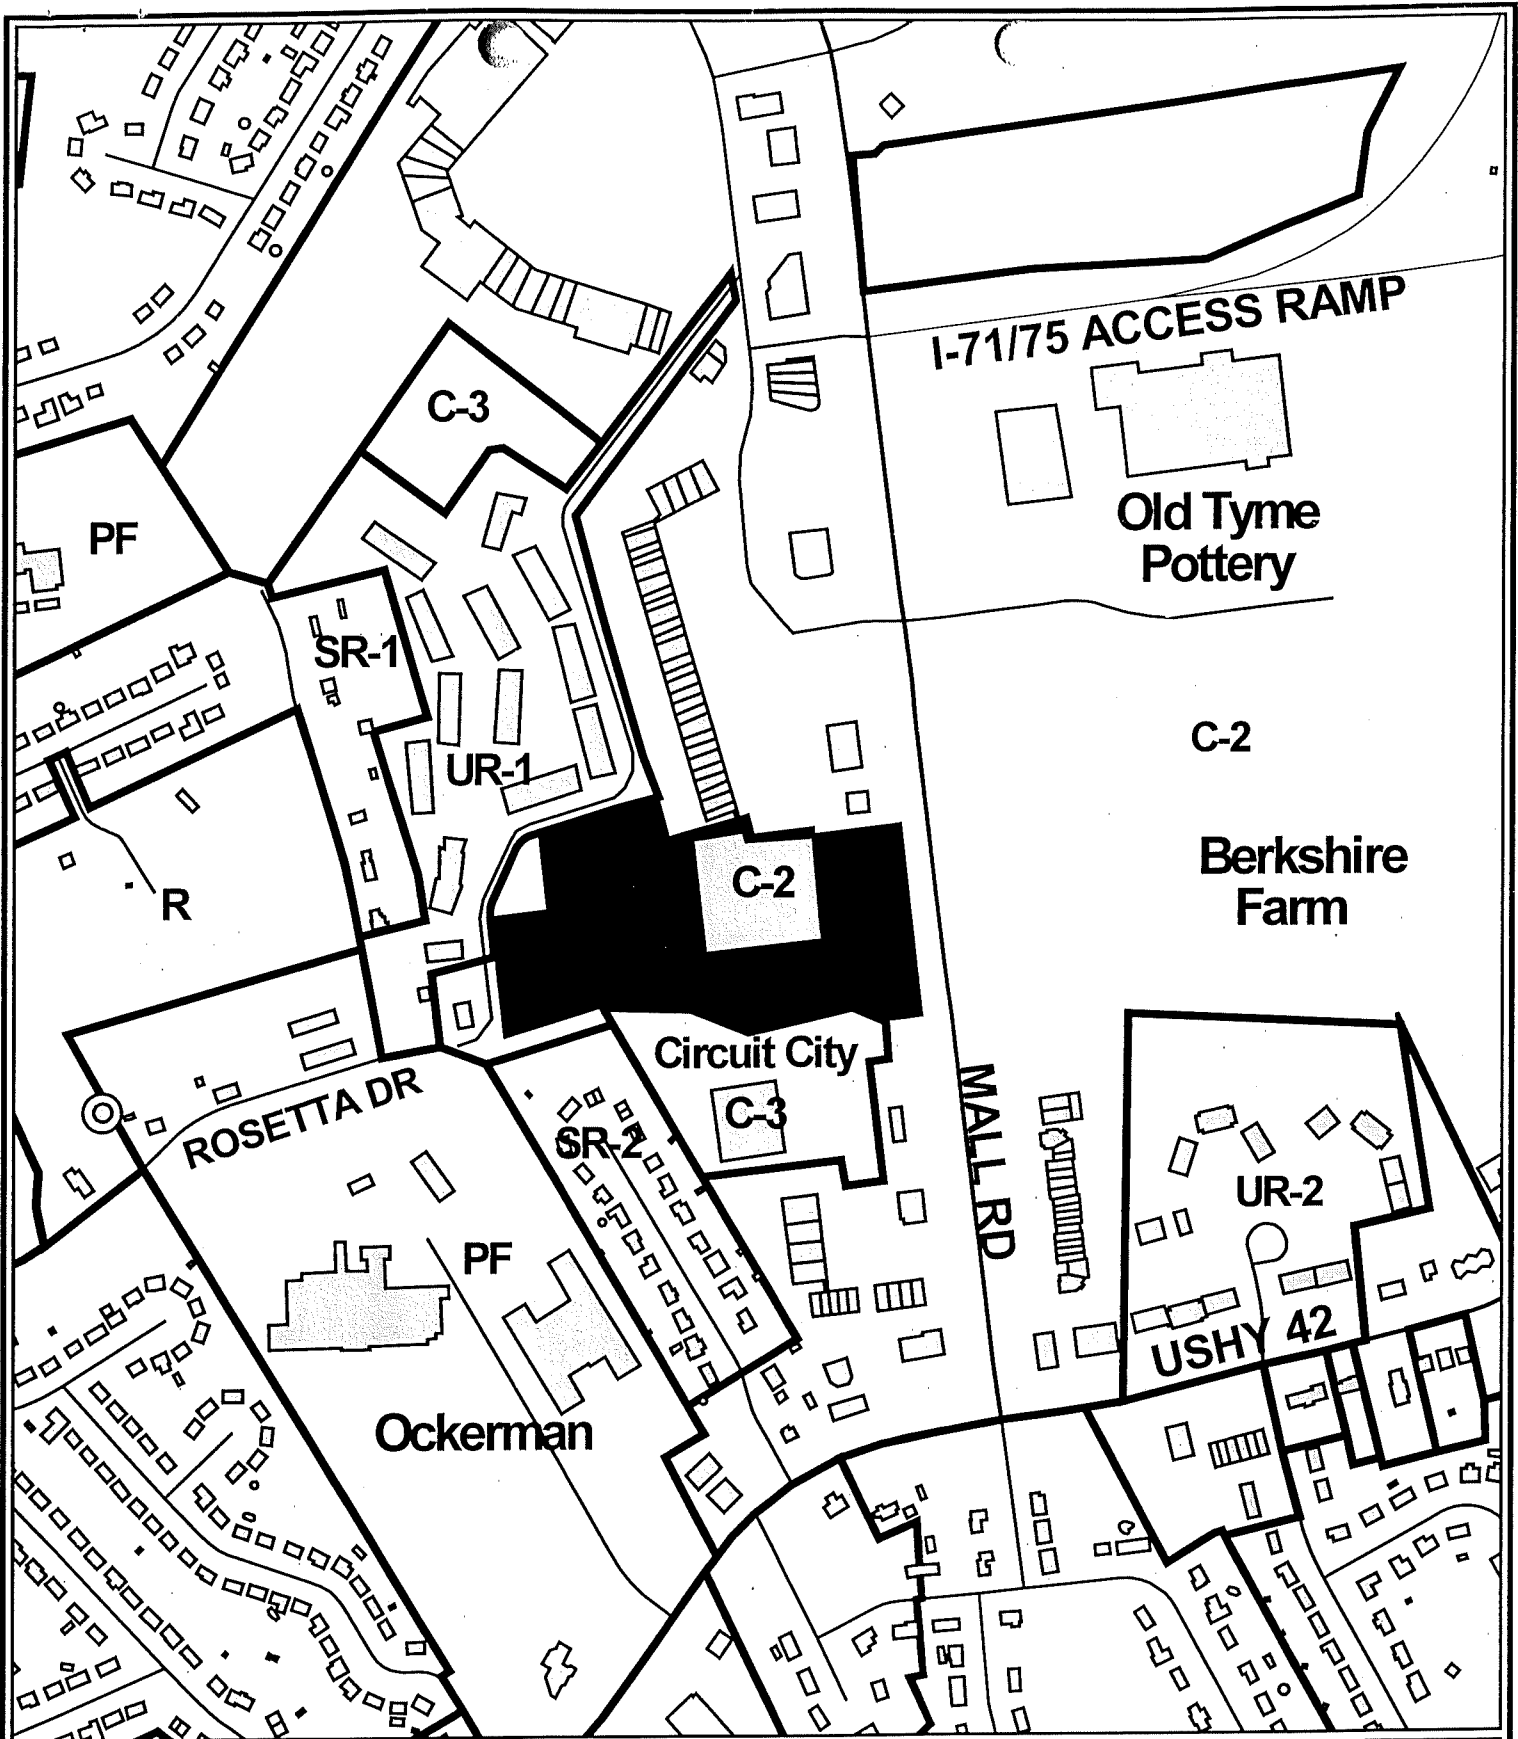 I-71/75 ACCESS RAMP
C-3
Old Tyme
Pottery
PF
SR-1
C-2
UR-1
Berkshire
Farm
C-2
R
Circuit City
C-3
MALL RD
ROSETTA DR
SR-2
UR-2
PF
USHY 42
Ockerman